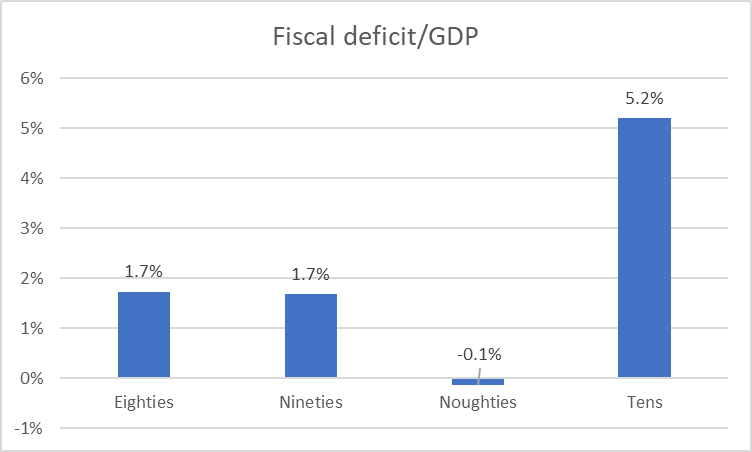 Fiscal deficit/GDP
6%
5%
4%
3%
2%
1%
0%
-1%
1.7%
1.7%
-0.1%
5.2%
Eighties
Nineties
Noughties
Tens